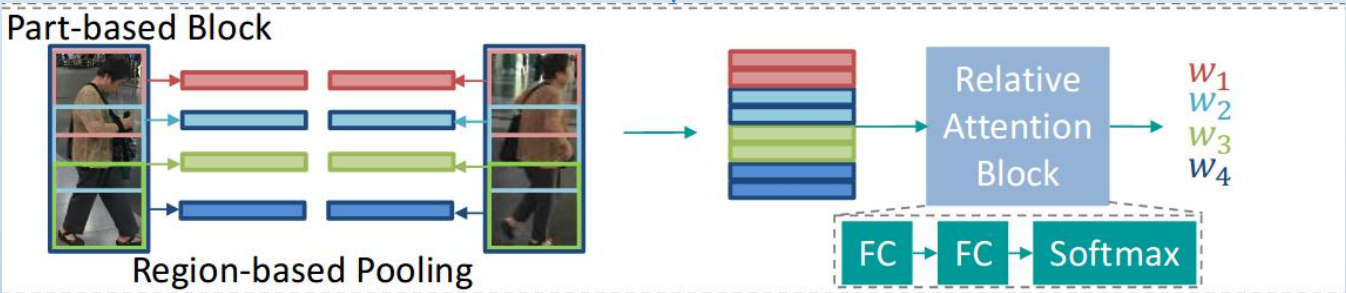 Part-based Block
Region-based Pooling
Relative
Attention
Block
w1
w2
w3
w4
FC
FC
Softmax